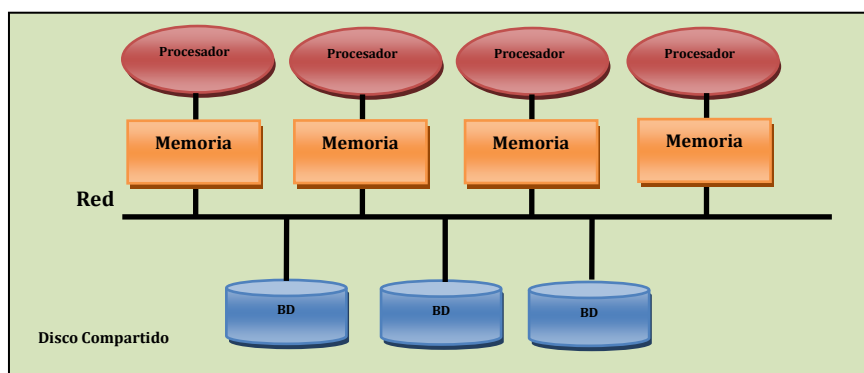 Procesador
Procesador
Procesador
Procesador
Memoria
Memoria
Memoria
Memoria
Red
BD
BD
BD
Disco Compartido